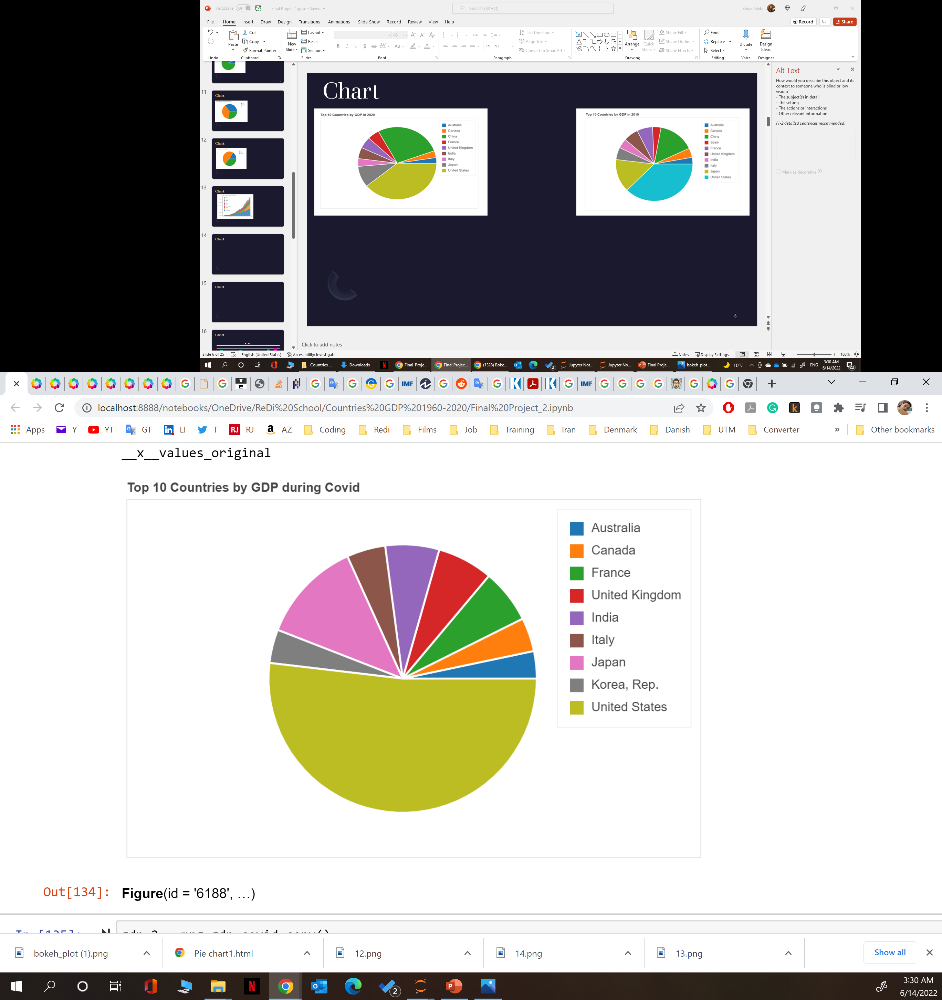 AutoSave On Final Project 1.pptx • Saved Search (Alt+Q) Elnaz Talebi
File Home Insert Draw Design Transitions Animations Slide Show Record Review View Help Record Share
Cut
Copy
Format Painter
Paste
Undo Clipboard
New
Slide
Layout
Reset
Section
Slides
48
Font
Text Direction
Align Text
Convert to SmartArt
Paragraph
Arrange
Quick
Styles
Shape Fill
Shape Outline
Shape Effects
Drawing
Find
Replace
Select
Editing
Dictate
Voice
Design
Ideas
Designer
11
Chart
12
Chart
13
Chart
14
Chart
15
Chart
16
Chart
Chart
Top 10 Countries by GDP in 2020
Australia
Canada
China
France
United Kingdom
India
Italy
Japan
United States
Top 10 Countries by GDP in 2010
Australia
Canada
China
Spain
France
United Kingdom
India
Italy
Japan
United States
6
Alt Text
How would you describe this object and its
context to someone who is blind or low
vision?
- The subject(s) in detail
- The setting
- The actions or interactions
- Other relevant information
(1-2 detailed sentences recommended)
Mark as decorative
Click to add notes
Slide 6 of 25 English (United States) Accessibility: Investigate Notes Display Settings 103%
Countries ... Downloads Final_Proje... Final Projec... (1328) Boke... 2 Jupyter Not... Jupyter No... Final Proje... bokeh_plot... 10°C ENG 3:30 AM
6/14/2022 22
IMF IMF
localhost:8888/notebooks/OneDrive/ReDi%20School/Countries%20GDP%201960-2020/Final%20Project_2.ipynb
Apps Y YT GT LI T RJ RJ AZ Coding Redi Films Job Training Iran Denmark Danish UTM Converter » Other bookmarks
__x__values_original
Top 10 Countries by GDP during Covid
Australia
Canada
France
United Kingdom
India
Italy
Japan
Korea, Rep.
United States
Out[134]: Figure(id = '6188', …)
bokeh_plot (1).png Pie chart1.html 12.png 14.png 13.png Show all
2
3:30 AM
6/14/2022